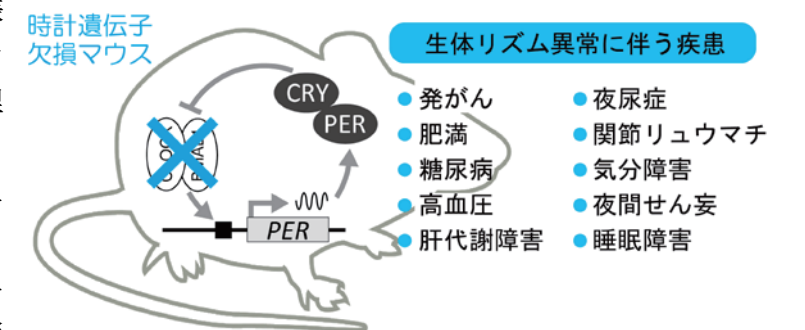 時計遺伝子
欠損マウス
生体リズム異常に伴う疾患
CRY
PER
PER
発がん
肥満
糖尿病
高血圧
肝代謝障害
夜尿症
関節リュウマチ
気分障害
夜間せん妄
睡眠障害